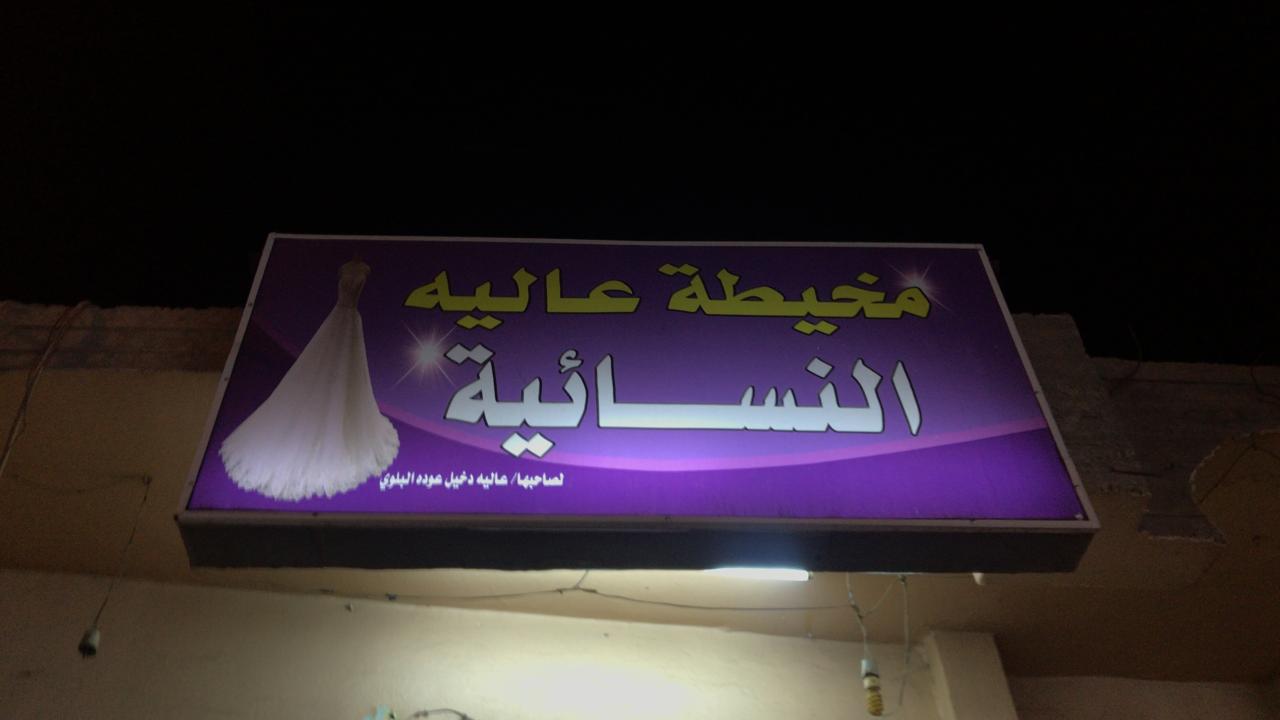 مخيطة عاليه
النسائية
لصاحبها/ عاليه دخيل عوده البلوي